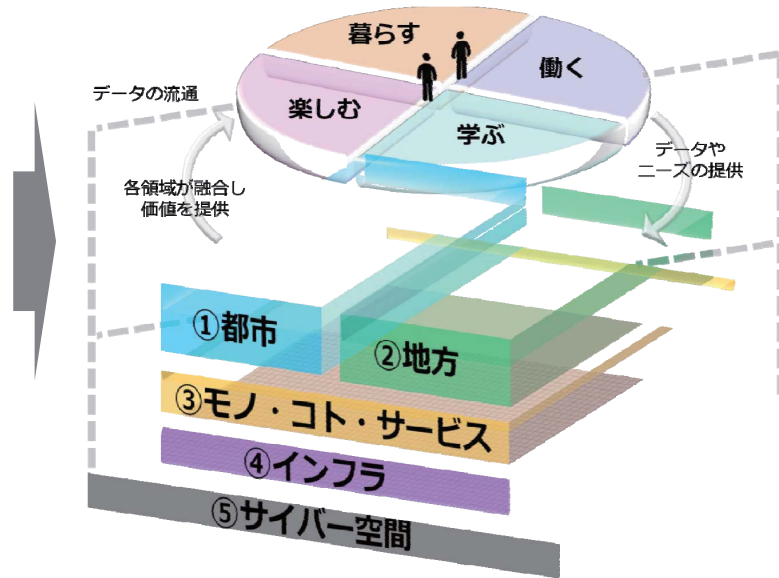 暮らす
働く
楽しむ
学ぶ
データの流通
データや
ニーズの提供
各領域が融合し
価値を提供
①都市
②地方
③モノ・コト・サービス
④インフラ
⑤サイバー空間